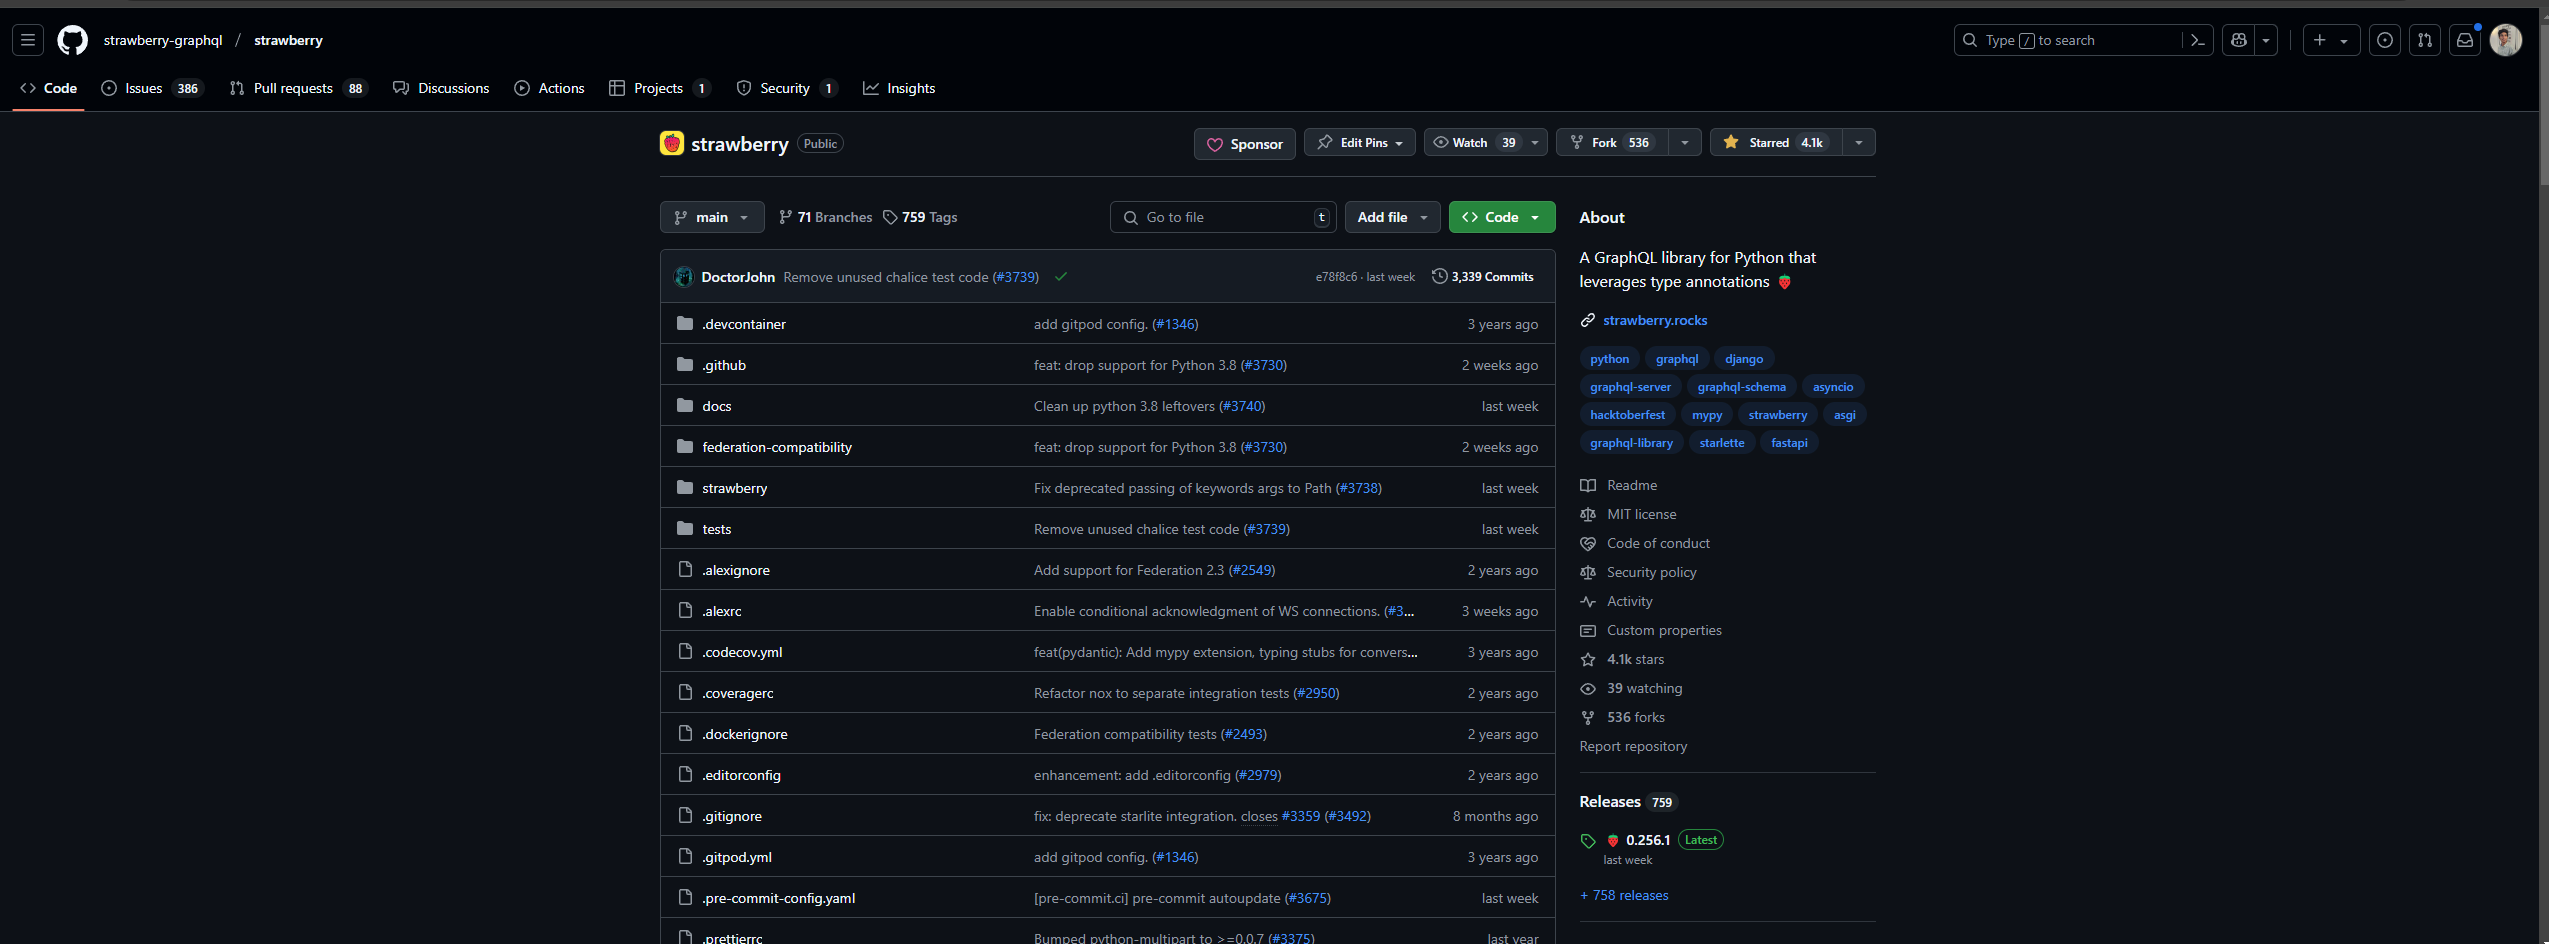 strawberry-graphql / strawberry
Type / to search
Code Issues 386 Pull requests 88 Discussions Actions Projects 1 Security 1 Insights
strawberry Public
Sponsor Edit Pins Watch 39 Fork 536 Starred 4.1k
main 71 Branches 759 Tags
Go to file t Add file Code
DoctorJohn Remove unused chalice test code (#3739) e78f8c6 · last week 3,339 Commits
.devcontainer add gitpod config. (#1346) 3 years ago
.github feat: drop support for Python 3.8 (#3730) 2 weeks ago
docs Clean up python 3.8 leftovers (#3740) last week
federation-compatibility feat: drop support for Python 3.8 (#3730) 2 weeks ago
strawberry Fix deprecated passing of keywords args to Path (#3738) last week
tests Remove unused chalice test code (#3739) last week
.alexignore Add support for Federation 2.3 (#2549) 2 years ago
.alexrc Enable conditional acknowledgment of WS connections. (#3... 3 weeks ago
.codecov.yml feat(pydantic): Add mypy extension, typing stubs for convers... 3 years ago
.coveragerc Refactor nox to separate integration tests (#2950) 2 years ago
.dockerignore Federation compatibility tests (#2493) 2 years ago
.editorconfig enhancement: add .editorconfig (#2979) 2 years ago
.gitignore fix: deprecate starlite integration. closes #3359 (#3492) 8 months ago
.gitpod.yml add gitpod config. (#1346) 3 years ago
.pre-commit-config.yaml [pre-commit.ci] pre-commit autoupdate (#3675) last week
.prettierrc Bumped python-multipart to >=0.0.7 (#3375) last year
About
A GraphQL library for Python that
leverages type annotations 🍓
strawberry.rocks
python graphql django
graphql-server graphql-schema asyncio
hacktoberfest mypy strawberry asgi
graphql-library starlette fastapi
Readme
MIT license
Code of conduct
Security policy
Activity
Custom properties
4.1k stars
39 watching
536 forks
Report repository
Releases 759
🍓 0.256.1 Latest
last week
+ 758 releases